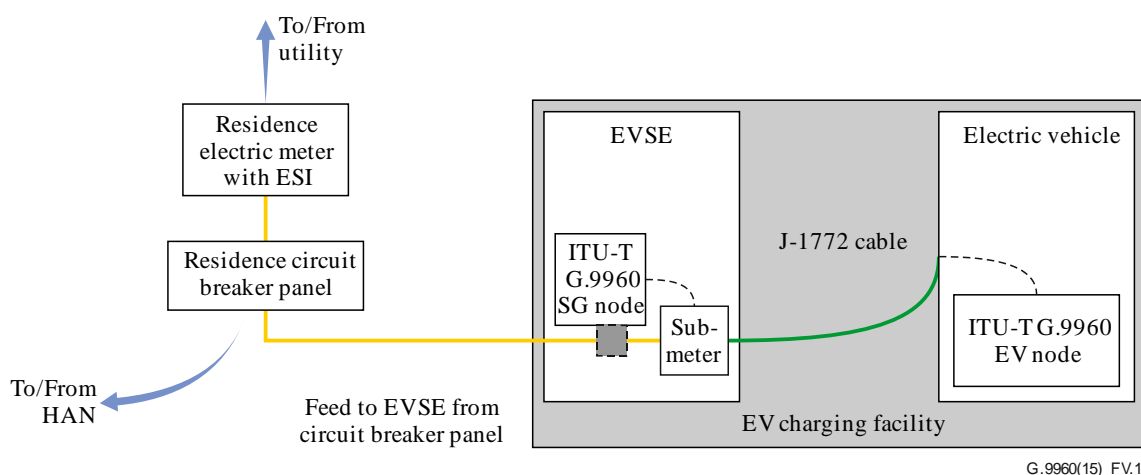 To/From
utility
Residence
electric meter
with ESI
Residence circuit
breaker panel
To/From
HAN
Feed to EVSE from
circuit breaker panel
EVSE
ITU-T
G.9960
SG node
Sub-
meter
J-1772 cable
Electric vehicle
ITU-T G.9960
EV node
EV charging facility
G.9960(15)_FV.1